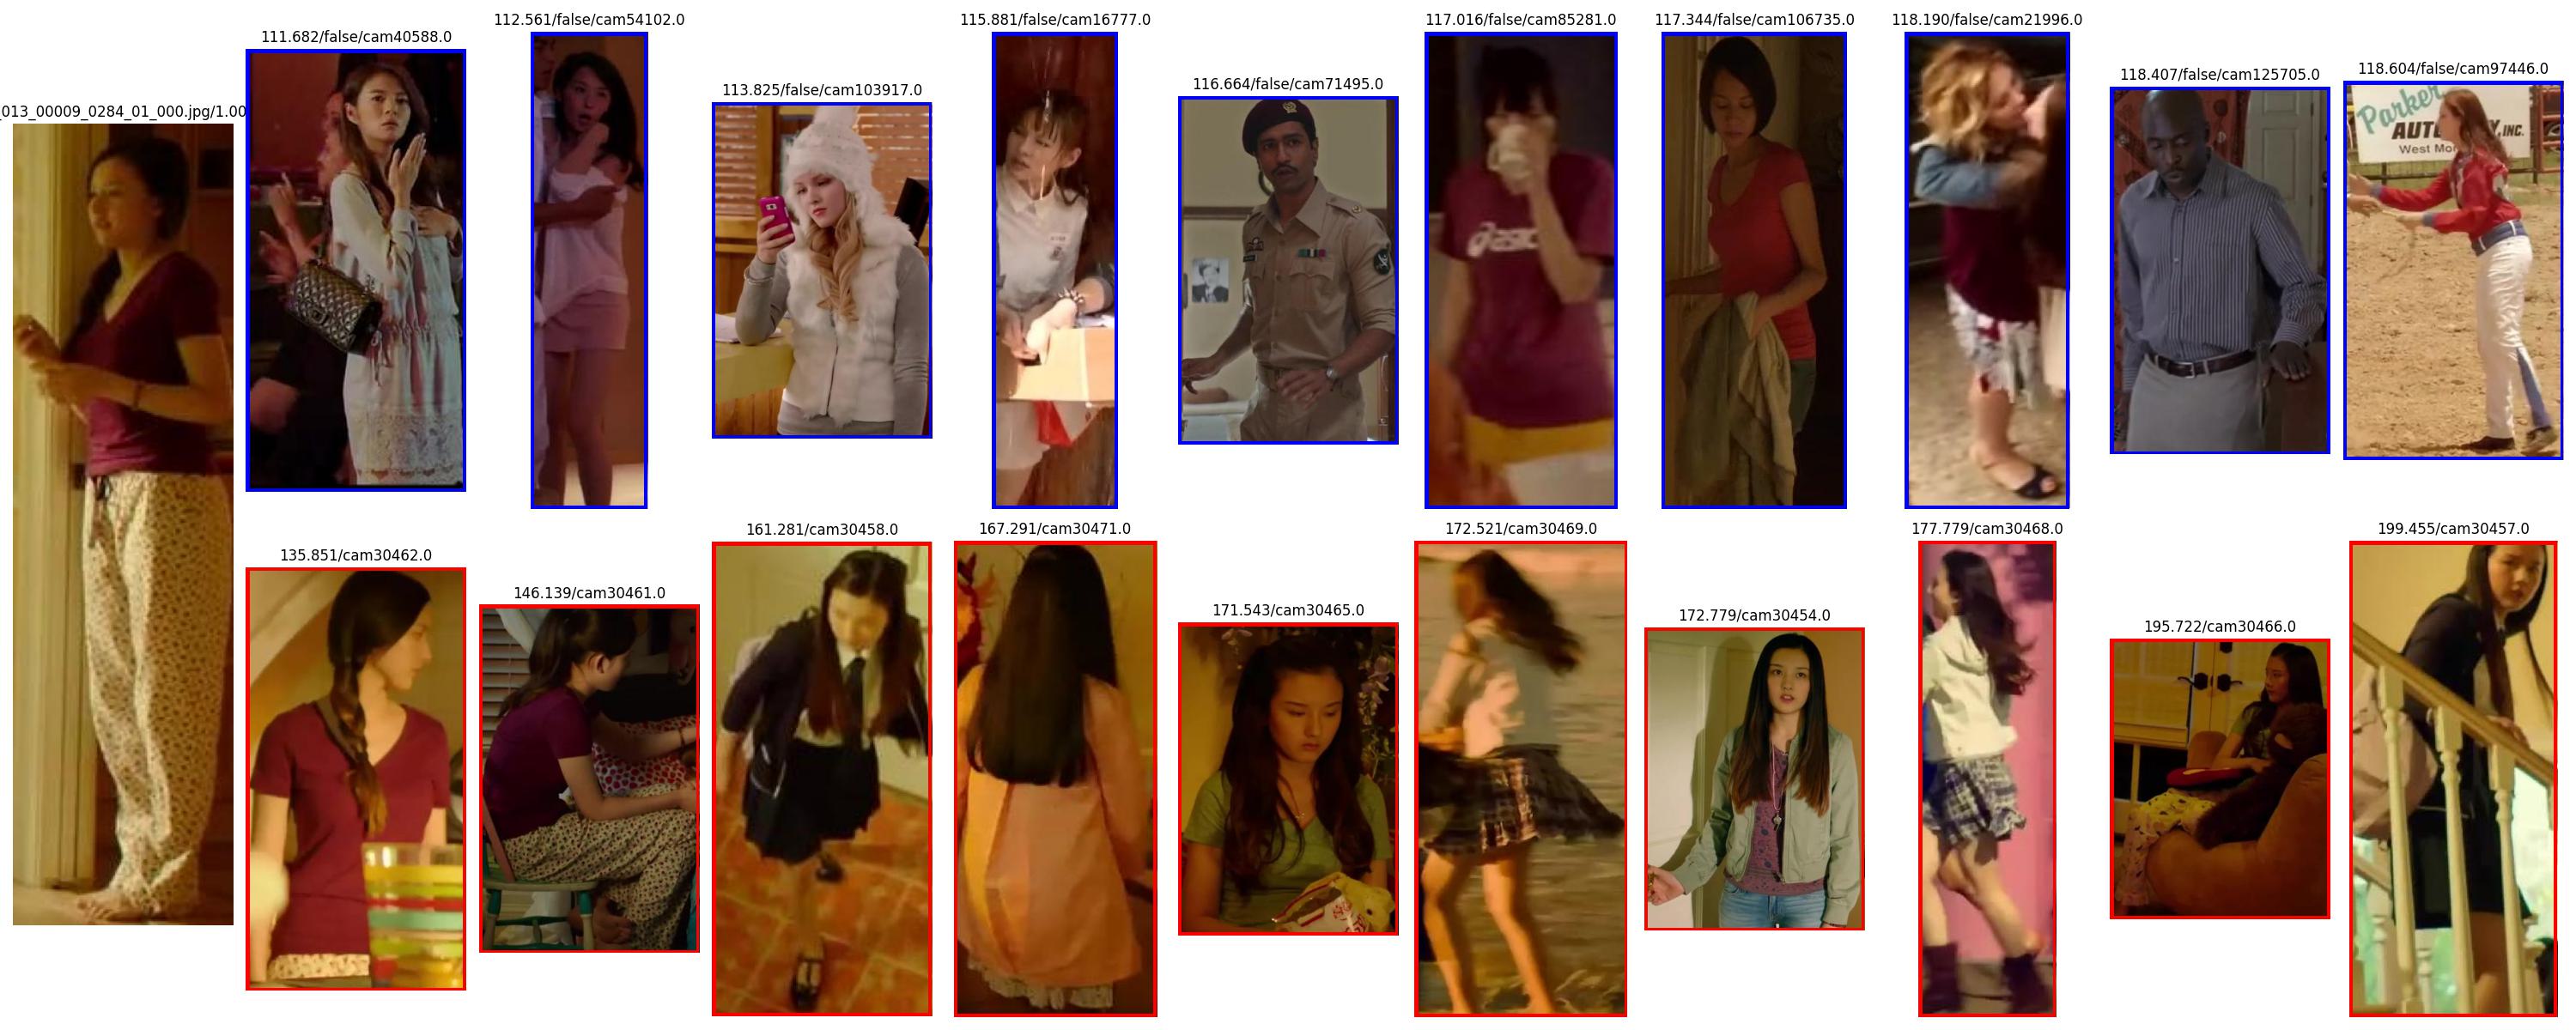 112.561/false/cam54102.0
115.881/false/cam16777.0
117.016/false/cam85281.0
117.344/false/cam106735.0
118.190/false/cam21996.0
111.682/false/cam40588.0
113.825/false/cam103917.0
116.664/false/cam71495.0
118.407/false/cam125705.0
118.604/false/cam97446.0
_013_00009_0284_01_000.jpg/1.00
Parker
AUTO
, INC.
asics
161.281/cam30458.0
167.291/cam30471.0
172.521/cam30469.0
177.779/cam30468.0
199.455/cam30457.0
135.851/cam30462.0
146.139/cam30461.0
171.543/cam30465.0
172.779/cam30454.0
195.722/cam30466.0